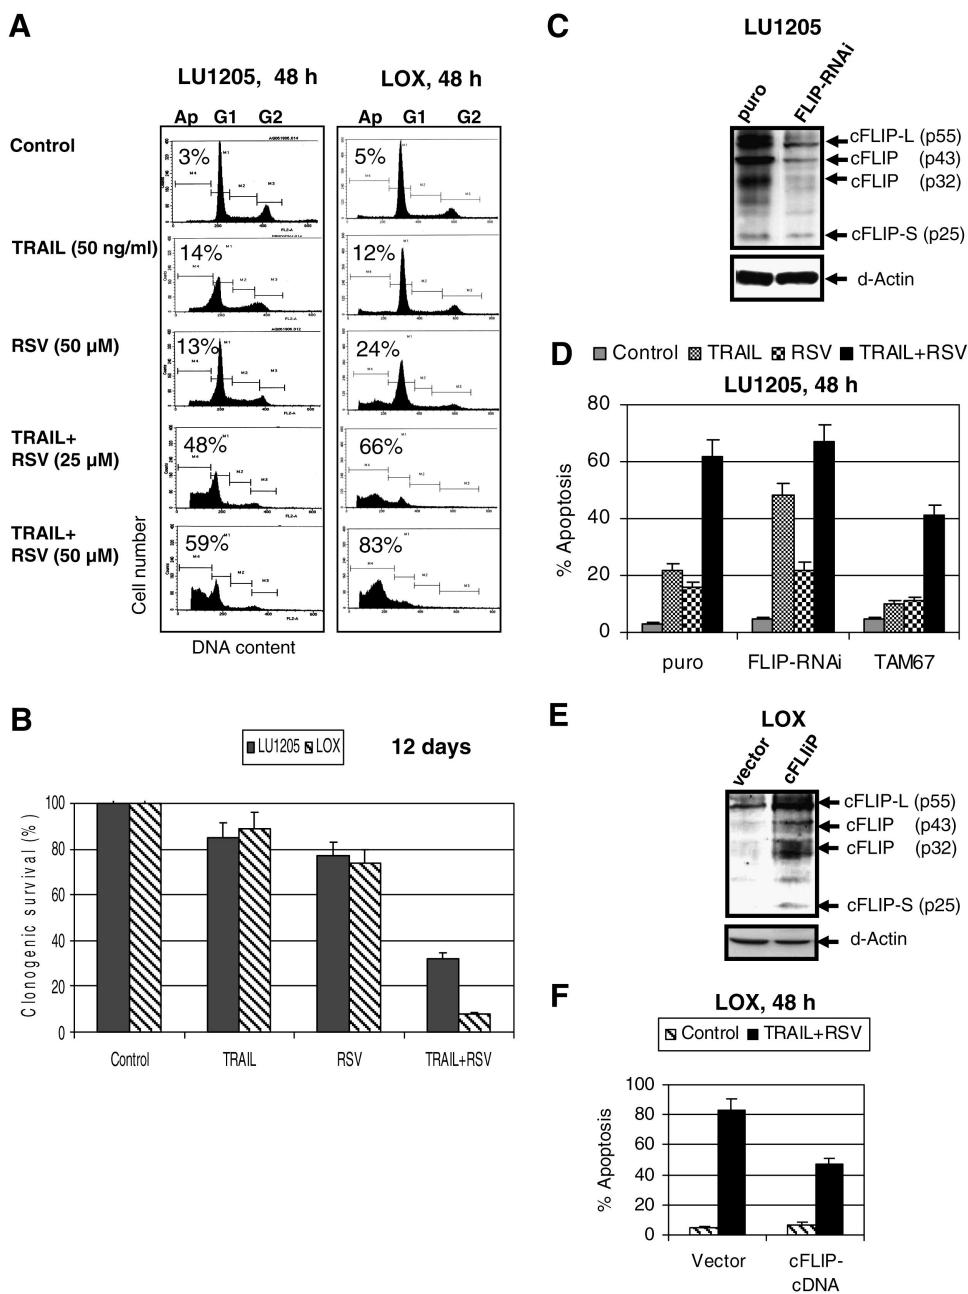 A
LU1205, 48 h
LOX, 48 h
Ap G1 G2
Ap G1 G2
Control
3%
5%
TRAIL (50 ng/ml)
14%
12%
RSV (50 µM)
13%
24%
TRAIL+
RSV (25 µM)
48%
66%
TRAIL+
RSV (50 µM)
59%
83%
Cell number
DNA content
B
LU1205 LOX
12 days
Clonogenic survival (%)
100
80
60
40
20
0
Control TRAIL RSV TRAIL+RSV
C
LU1205
puro FLIP-RNAi
cFLIP-L (p55)
cFLIP (p43)
cFLIP (p32)
cFLIP-S (p25)
d-Actin
D
Control TRAIL RSV TRAIL+RSV
LU1205, 48 h
% Apoptosis
80
60
40
20
0
puro FLIP-RNAi TAM67
E
LOX
vector cFLIiP
cFLIP-L (p55)
cFLIP (p43)
cFLIP (p32)
cFLIP-S (p25)
d-Actin
F
LOX, 48 h
Control TRAIL+RSV
% Apoptosis
100
80
60
40
20
0
Vector cFLIP-
cDNA